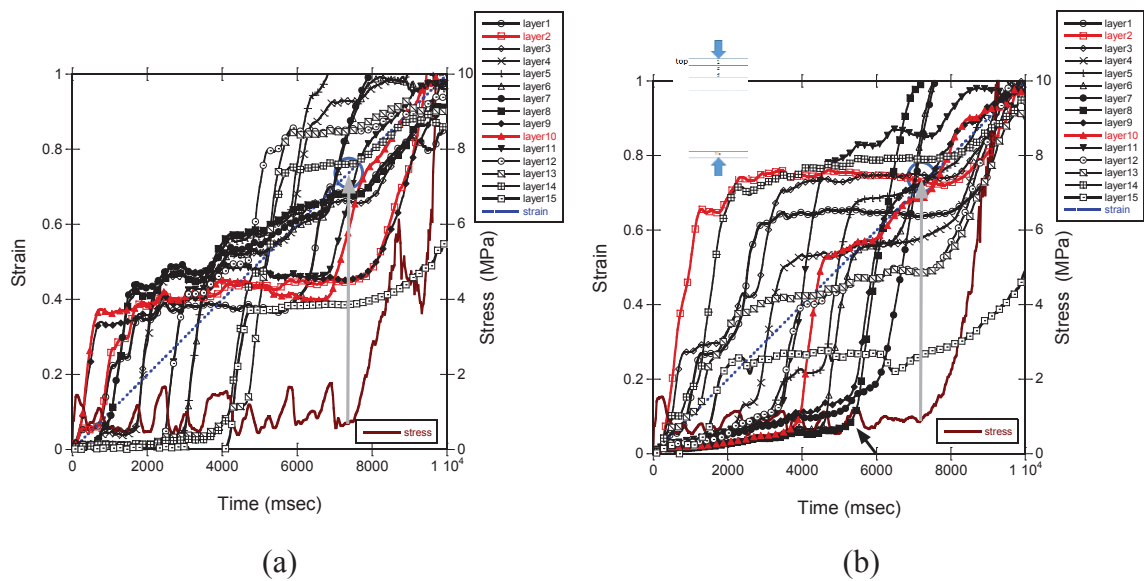 layer1
layer2
layer3
layer4
layer5
layer6
layer7
layer8
layer9
layer10
layer11
layer12
layer13
layer14
layer15
strain
1
0.8
0.6
0.4
0.2
0
Strain
10
8
6
4
2
0
Stress (MPa)
stress
0 2000 4000 6000 8000 1 10⁴
Time (msec)
(a)
layer1
layer2
layer3
layer4
layer5
layer6
layer7
layer8
layer9
layer10
layer11
layer12
layer13
layer14
layer15
strain
top
1
0.8
0.6
0.4
0.2
0
Strain
10
8
6
4
2
0
Stress (MPa)
stress
0 2000 4000 6000 8000 1 10⁴
Time (msec)
(b)